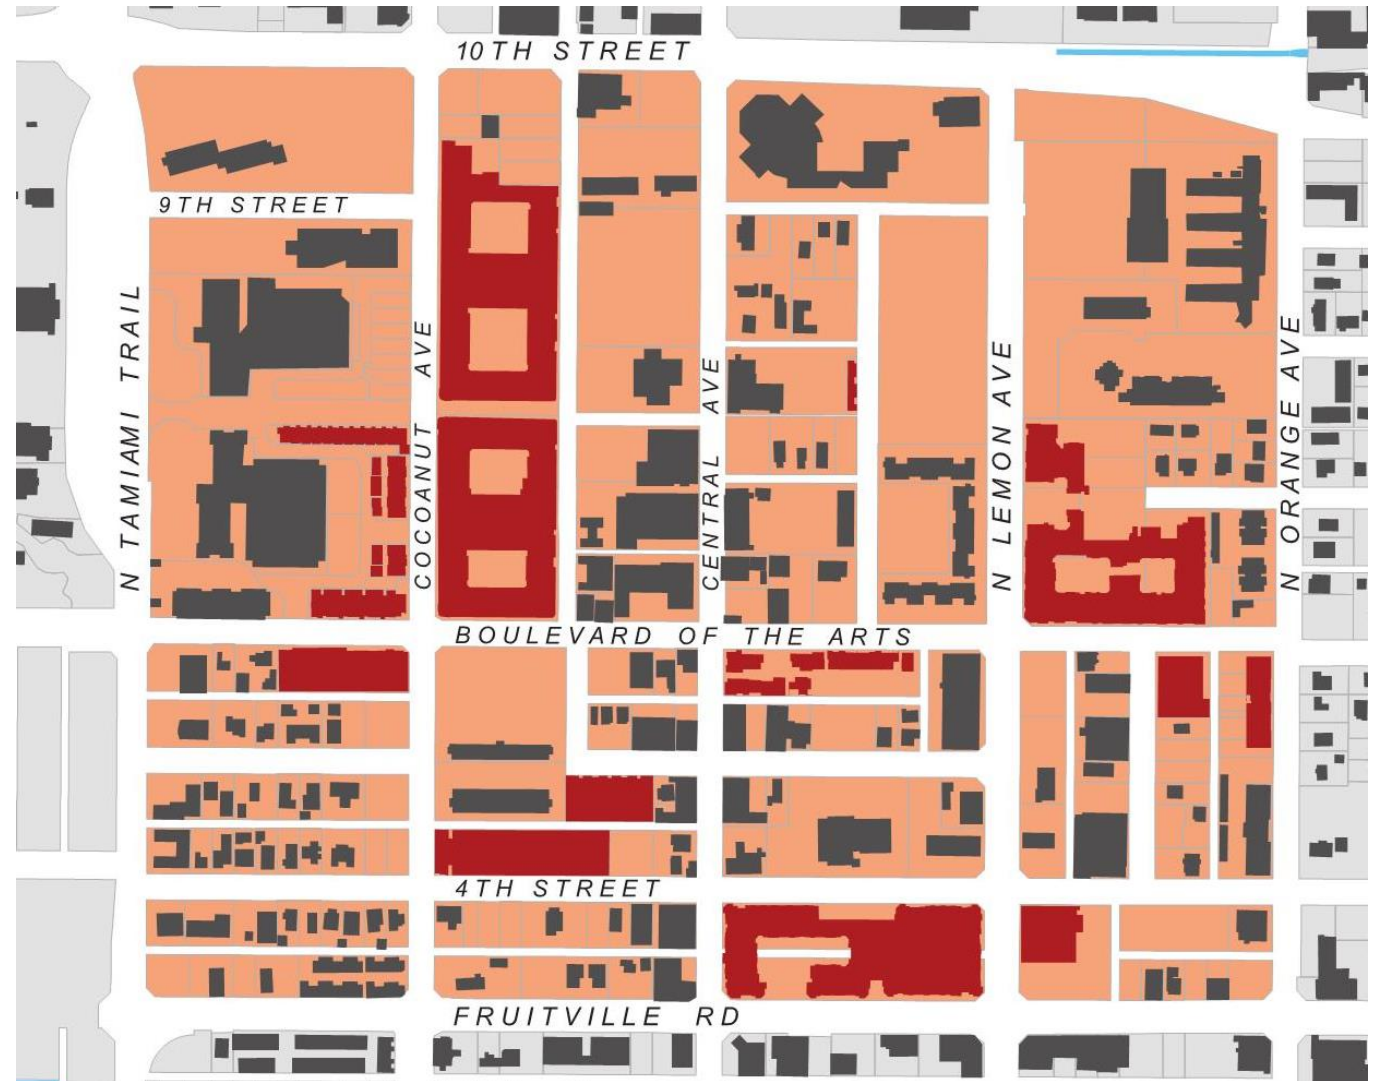 10TH STREET
9TH STREET
N TAMIAMI TRAIL
COCOANUT AVE
CENTRAL AVE
N LEMON AVE
N ORANGE AVE
BOULEVARD OF THE ARTS
4TH STREET
FRUITVILLE RD